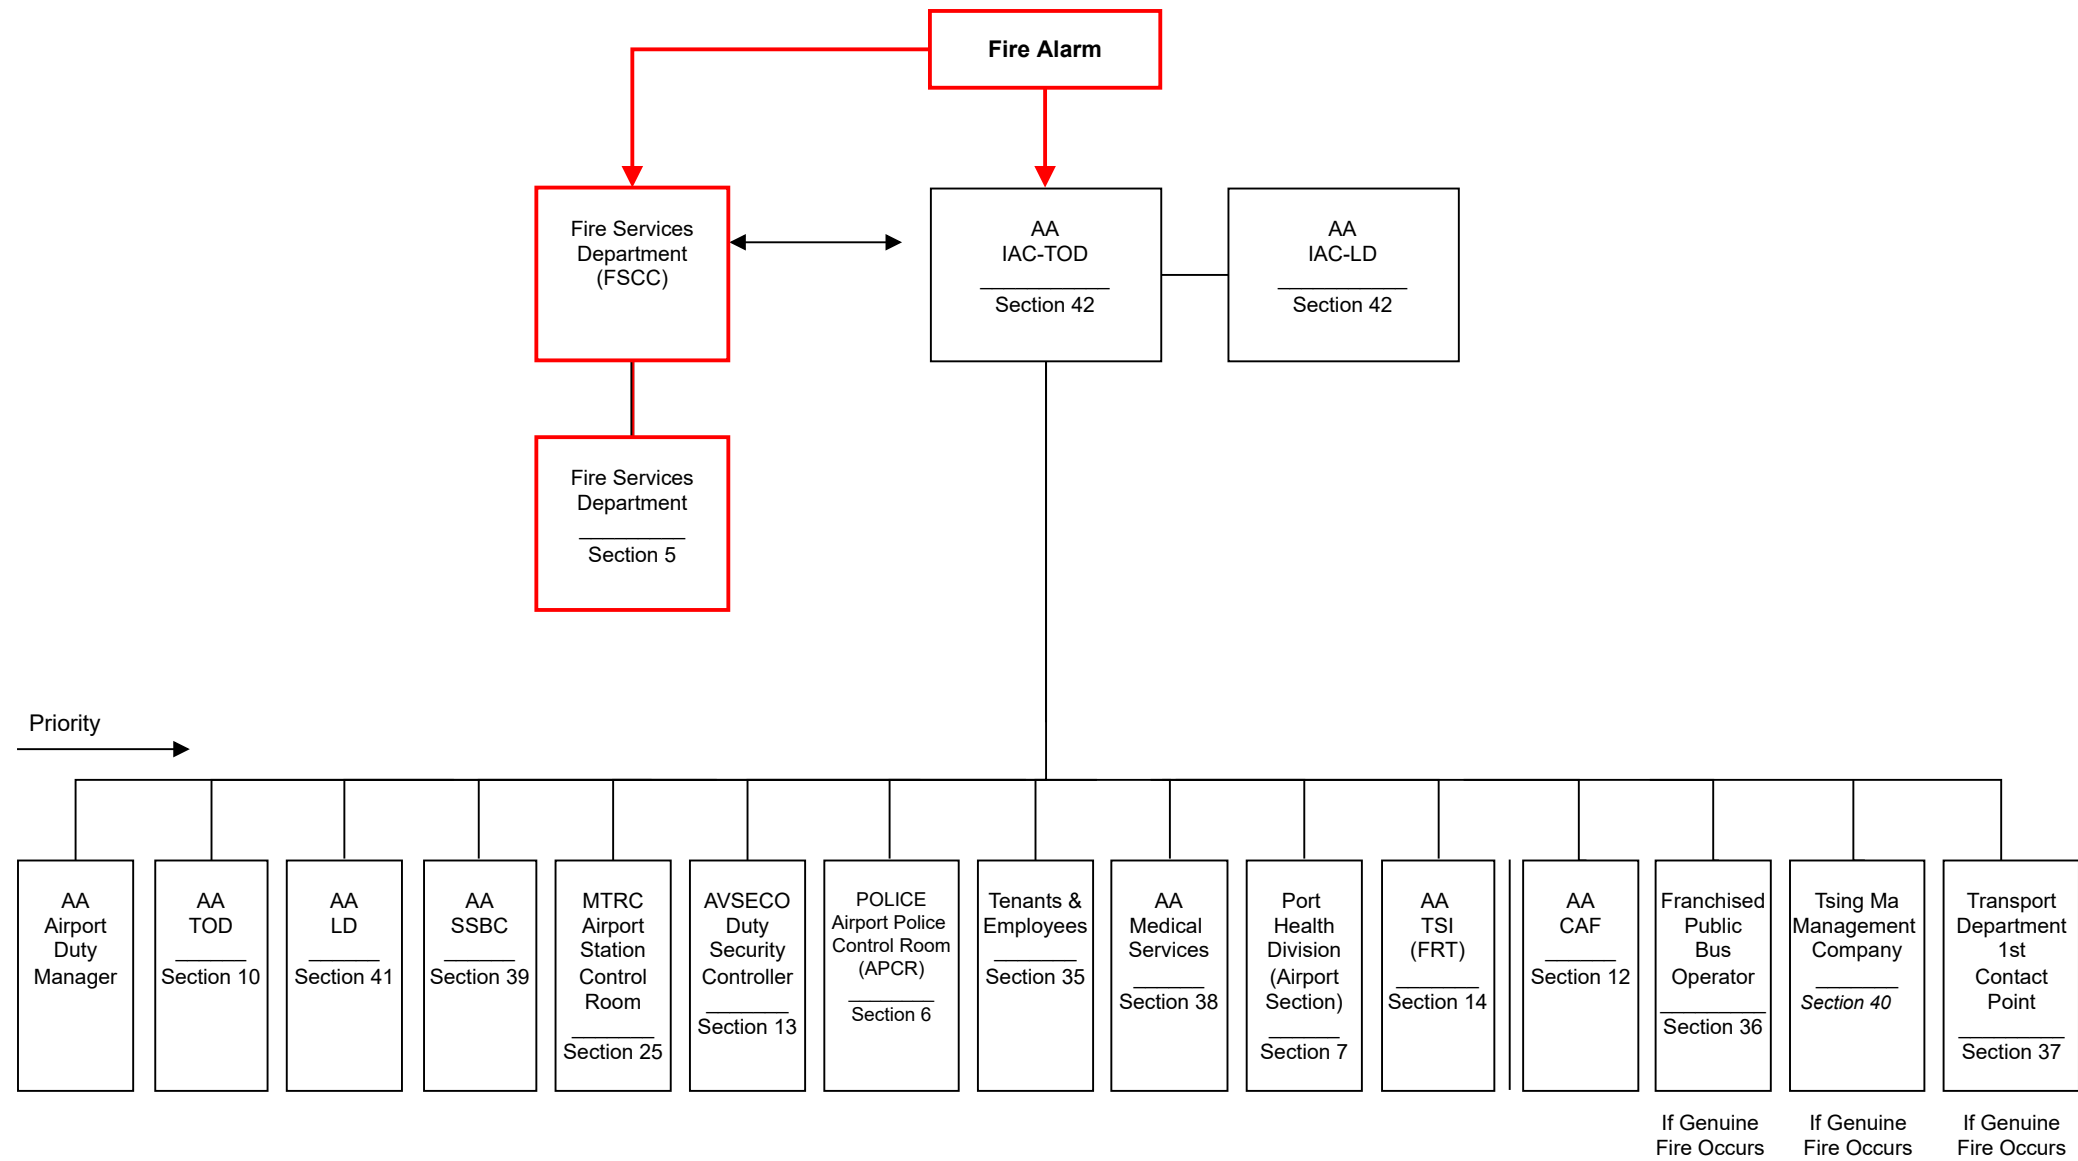 Fire Alarm
Fire Services
Department
(FSCC)
AA
IAC-TOD
Section 42
AA
IAC-LD
Section 42
Fire Services
Department
Section 5
Priority
AA
Airport
Duty
Manager
AA
TOD
Section 10
AA
LD
Section 41
AA
SSBC
Section 39
MTRC
Airport
Station
Control
Room
Section 25
AVSECO
Duty
Security
Controller
Section 13
POLICE
Airport Police
Control Room
(APCR)
Section 6
Tenants &
Employees
Section 35
AA
Medical
Services
Section 38
Port
Health
Division
(Airport
Section)
Section 7
AA
TSI
(FRT)
Section 14
AA
CAF
Section 12
Franchised
Public
Bus
Operator
Section 36
Tsing Ma
Management
Company
Section 40
Transport
Department
1st
Contact
Point
Section 37
If Genuine
Fire Occurs
If Genuine
Fire Occurs
If Genuine
Fire Occurs